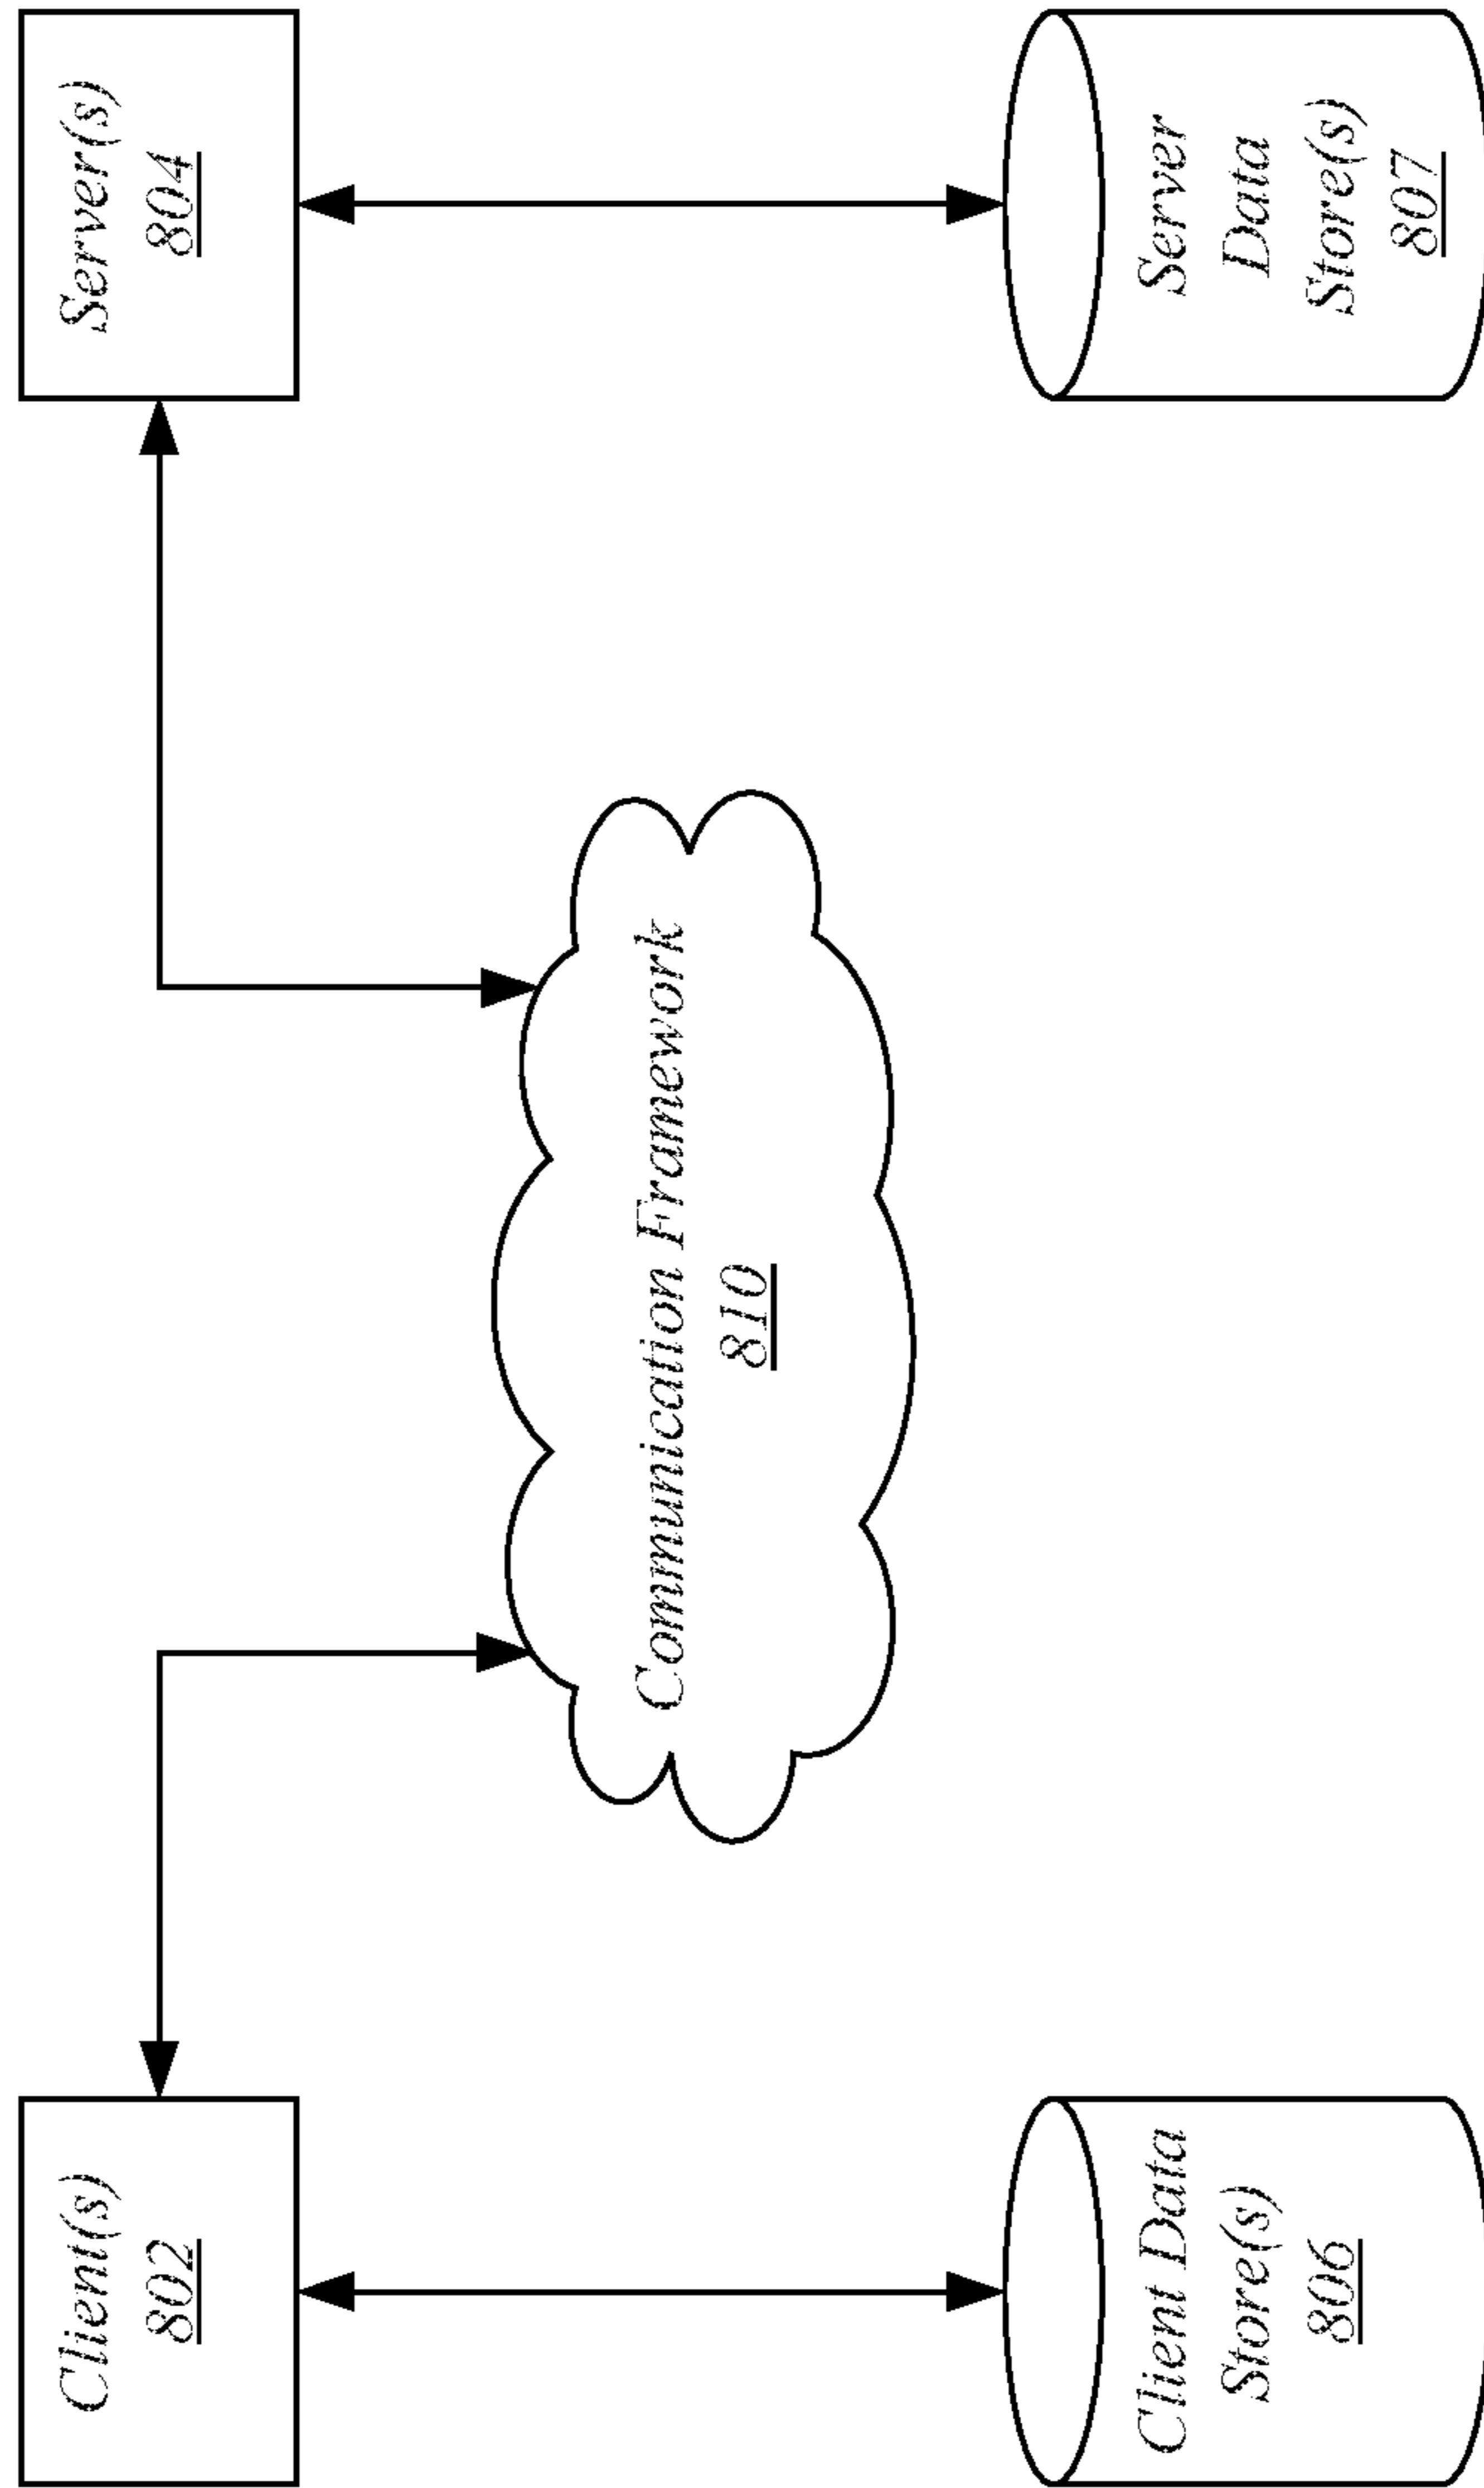 Client(s)
802
Server(s)
804
Communication Framework
810
Client Data
Store(s)
806
Server
Data
Store(s)
807